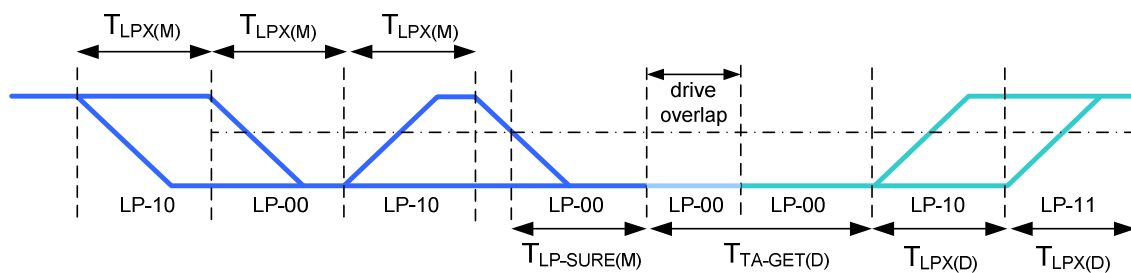 TLPX(M) TLPX(M) TLPX(M)
drive
overlap
LP-10 LP-00 LP-10 LP-00 LP-00 LP-00 LP-10 LP-11
TLP-SURE(M) TTA-GET(D) TLPX(D) TLPX(D)